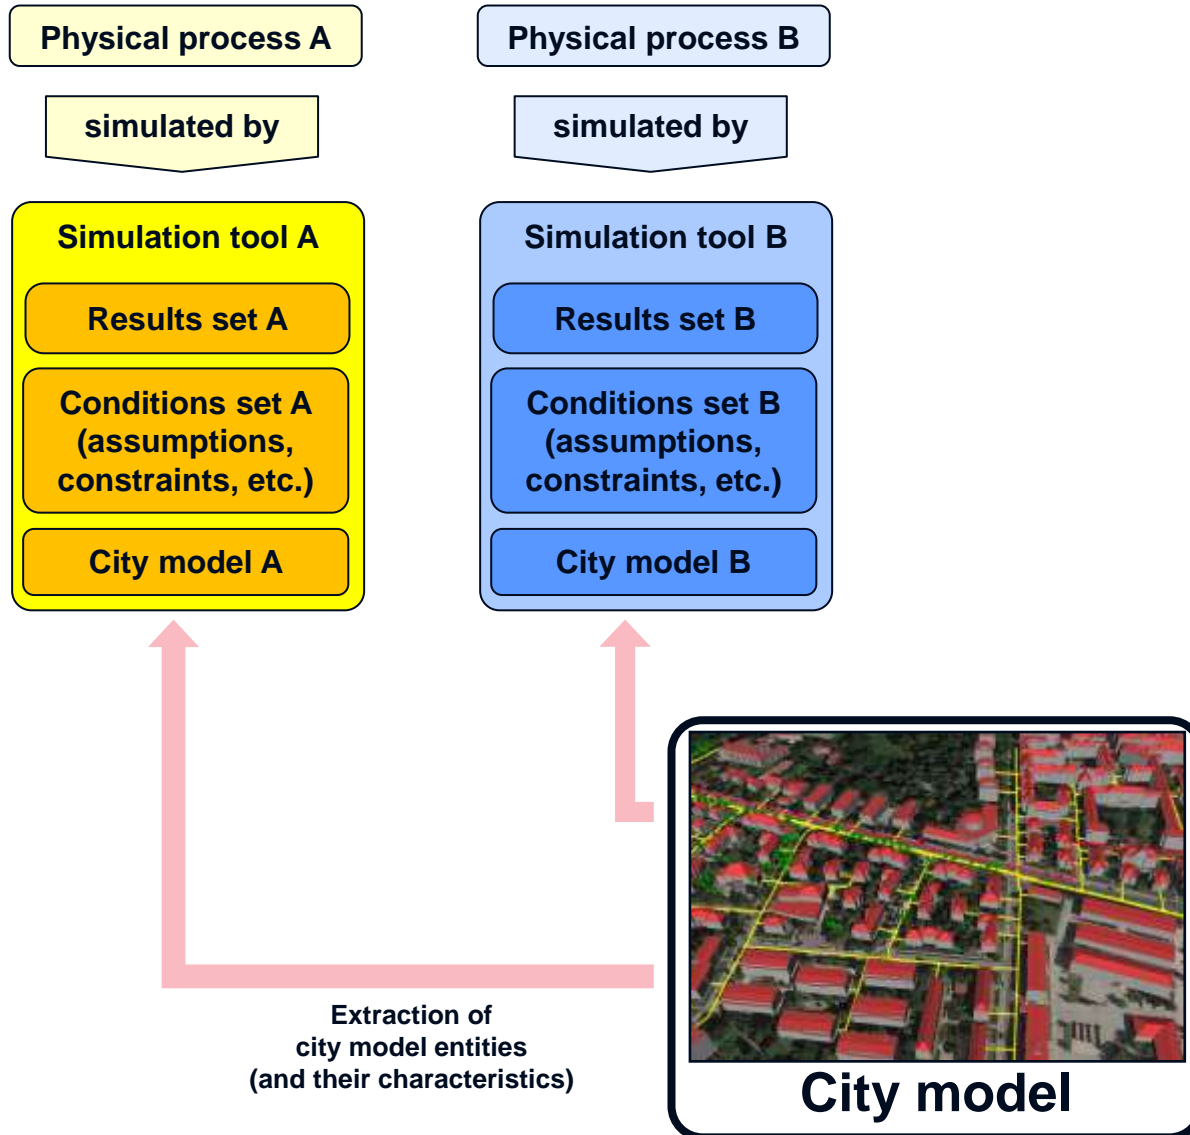 Physical process A
Physical process B
simulated by
simulated by
Simulation tool A
Results set A
Conditions set A
(assumptions,
constraints, etc.)
City model A
Simulation tool B
Results set B
Conditions set B
(assumptions,
constraints, etc.)
City model B
Extraction of
city model entities
(and their characteristics)
City model